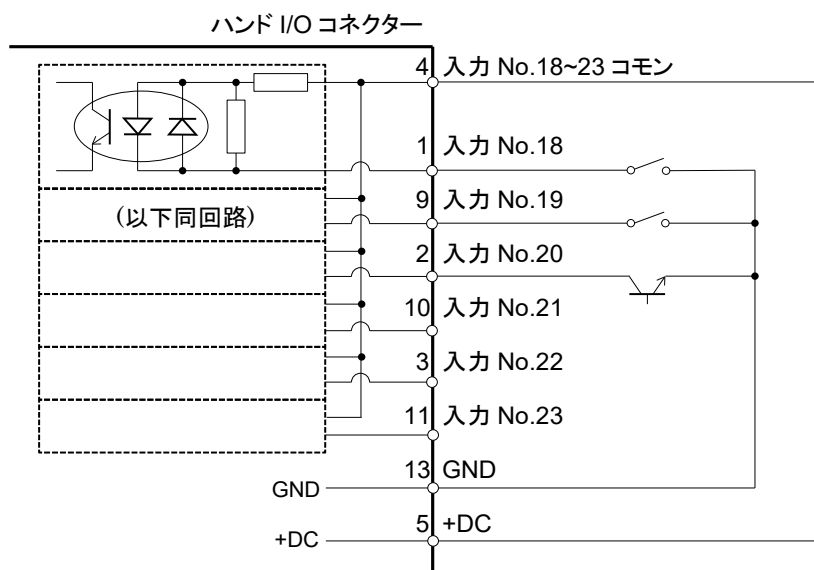 ハンド I/O コネクター
4 入力 No.18~23 コモン
1 入力 No.18
9 入力 No.19
(以下同回路)
2 入力 No.20
10 入力 No.21
3 入力 No.22
11 入力 No.23
13 GND
GND
5 +DC
+DC